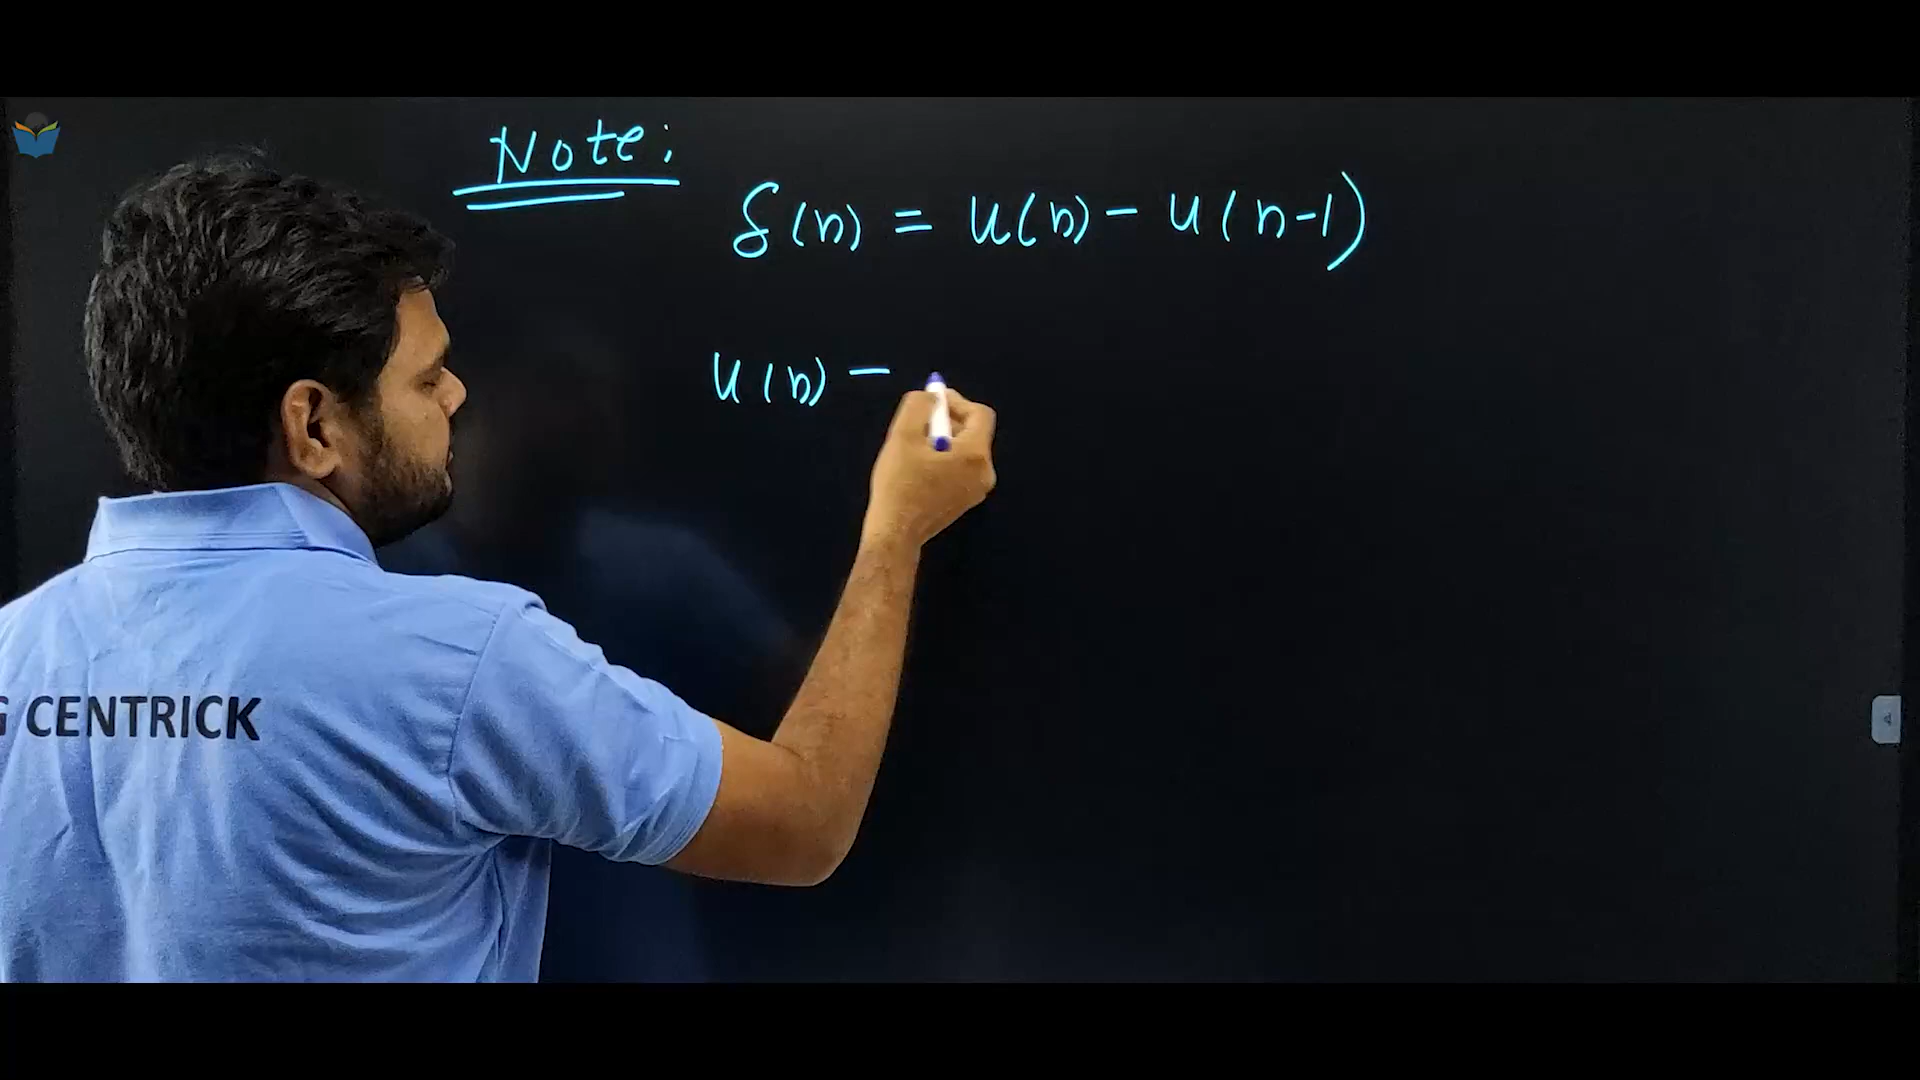 Note:
δ(n) = u(n) - u(n-1)
u(n) -
CENTRICK